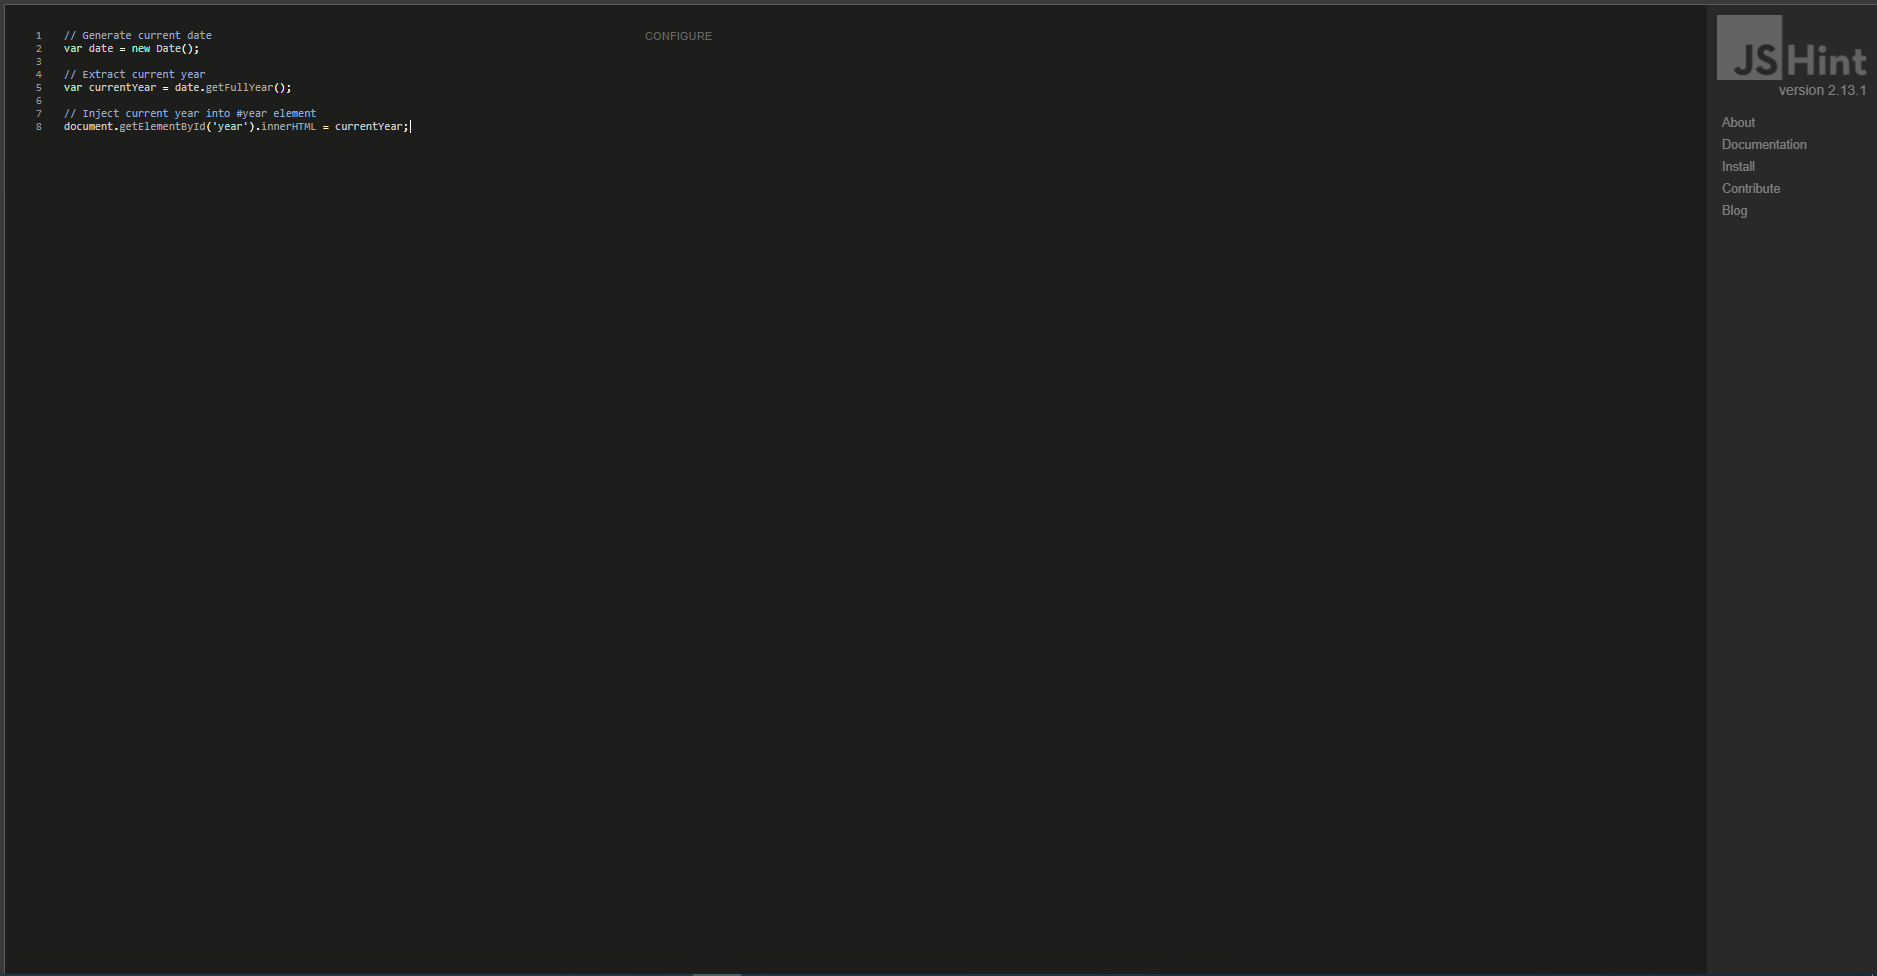 1 // Generate current date
2 var date = new Date();
3
4 // Extract current year
5 var currentYear = date.getFullYear();
6
7 // Inject current year into #year element
8 document.getElementById('year').innerHTML = currentYear;
CONFIGURE
JSHint
version 2.13.1
About
Documentation
Install
Contribute
Blog